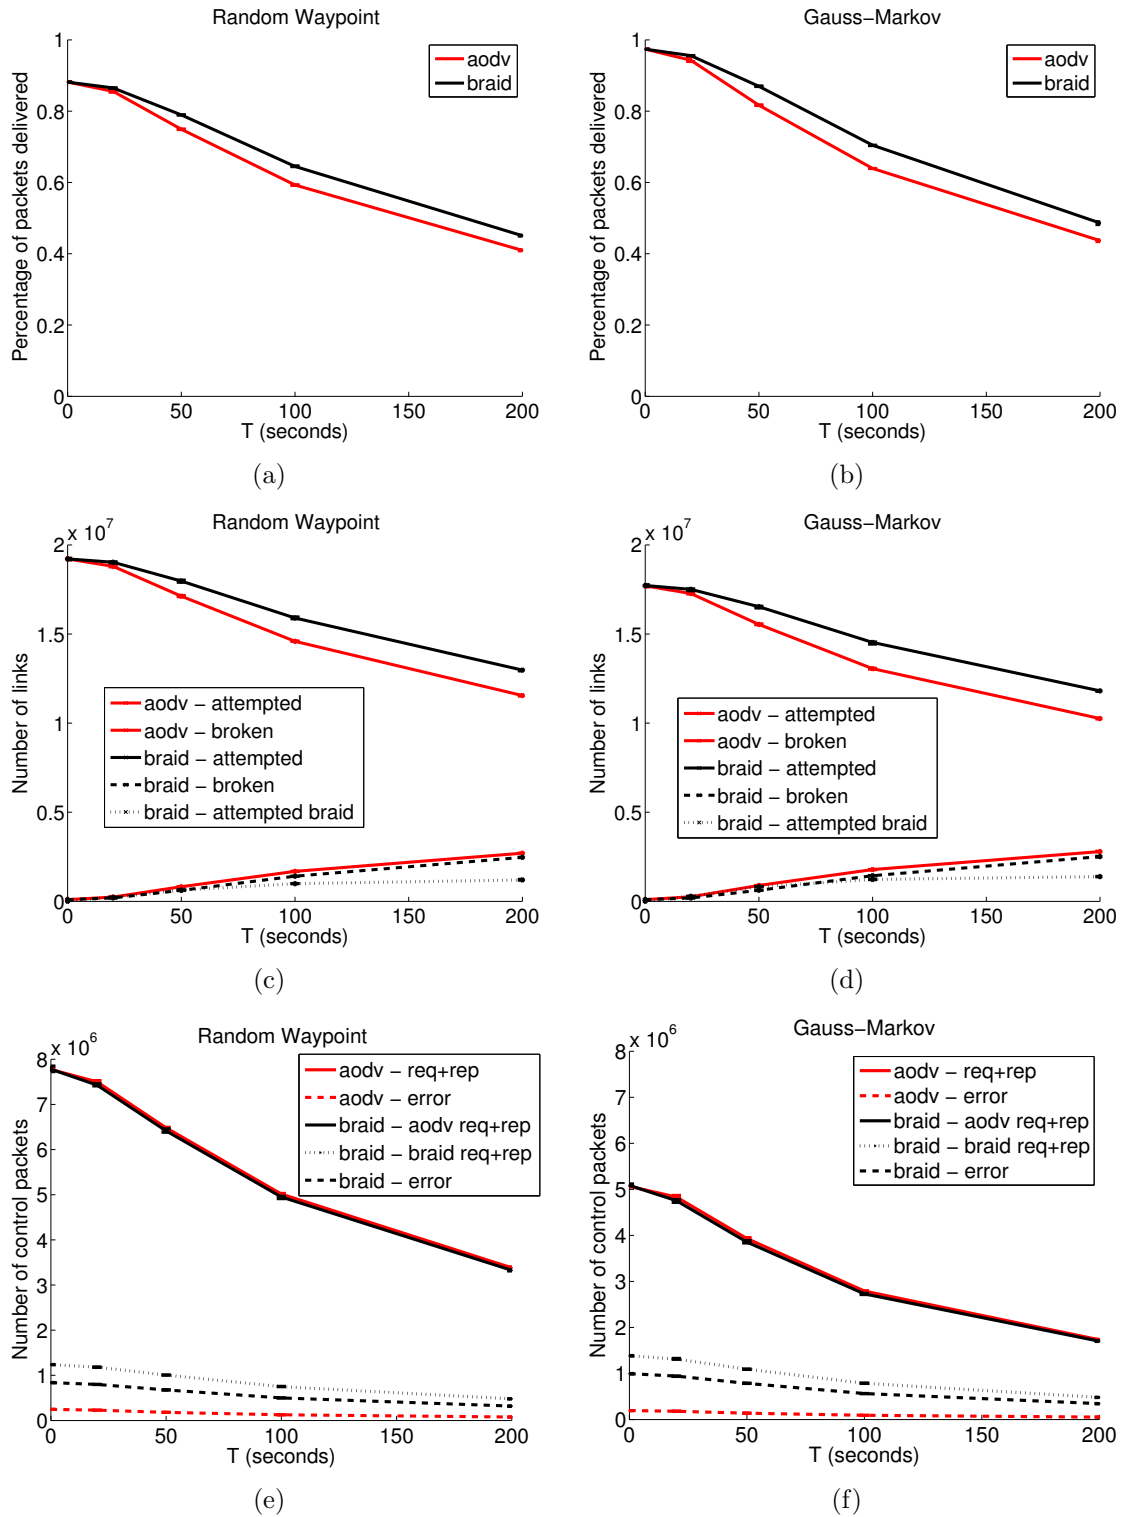 Random Waypoint
Percentage of packets delivered
1
0.8
0.6
0.4
0.2
0
0 50 100 150 200
T (seconds)
aodv
braid
(a)
Gauss−Markov
Percentage of packets delivered
1
0.8
0.6
0.4
0.2
0
0 50 100 150 200
T (seconds)
aodv
braid
(b)
Random Waypoint
x 10^7
Number of links
2
1.5
1
0.5
0
0 50 100 150 200
T (seconds)
aodv − attempted
aodv − broken
braid − attempted
braid − broken
braid − attempted braid
(c)
Gauss−Markov
x 10^7
Number of links
2
1.5
1
0.5
0
0 50 100 150 200
T (seconds)
aodv − attempted
aodv − broken
braid − attempted
braid − broken
braid − attempted braid
(d)
Random Waypoint
x 10^6
Number of control packets
8
7
6
5
4
3
1
1
0
0 50 100 150 200
T (seconds)
aodv − req+rep
aodv − error
braid − aodv req+rep
braid − braid req+rep
braid − error
(e)
Gauss−Markov
x 10^6
Number of control packets
8
7
6
5
4
3
2
1
0
0 50 100 150 200
T (seconds)
aodv − req+rep
aodv − error
braid − aodv req+rep
braid − braid req+rep
braid − error
(f)